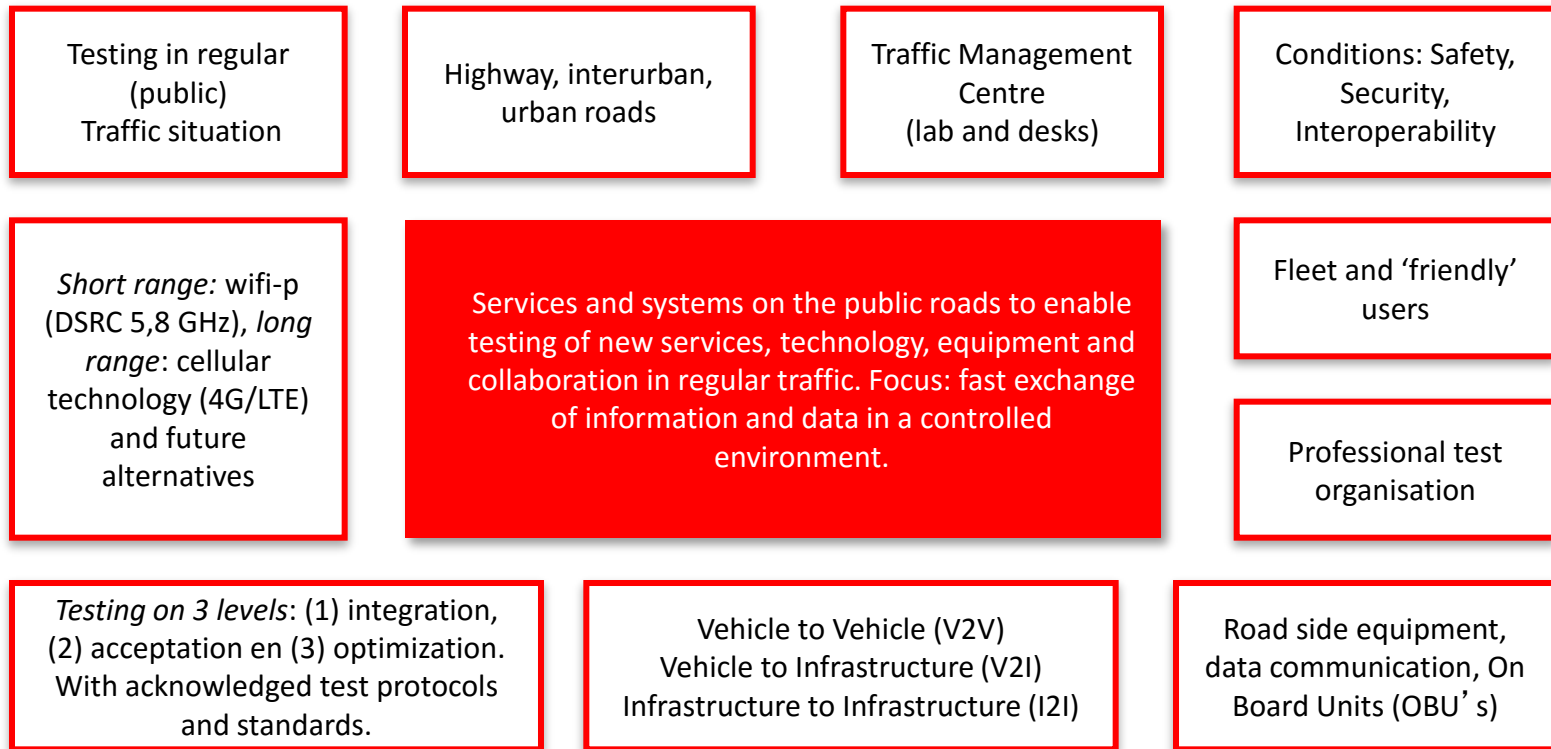 Testing in regular
(public)
Traffic situation
Highway, interurban,
urban roads
Traffic Management
Centre
(lab and desks)
Conditions: Safety,
Security,
Interoperability
Short range: wifi-p
(DSRC 5,8 GHz), long
range: cellular
technology (4G/LTE)
and future
alternatives
Services and systems on the public roads to enable
testing of new services, technology, equipment and
collaboration in regular traffic. Focus: fast exchange
of information and data in a controlled
environment.
Fleet and ‘friendly’
users
Professional test
organisation
Testing on 3 levels: (1) integration,
(2) acceptation en (3) optimization.
With acknowledged test protocols
and standards.
Vehicle to Vehicle (V2V)
Vehicle to Infrastructure (V2I)
Infrastructure to Infrastructure (I2I)
Road side equipment,
data communication, On
Board Units (OBU’s)